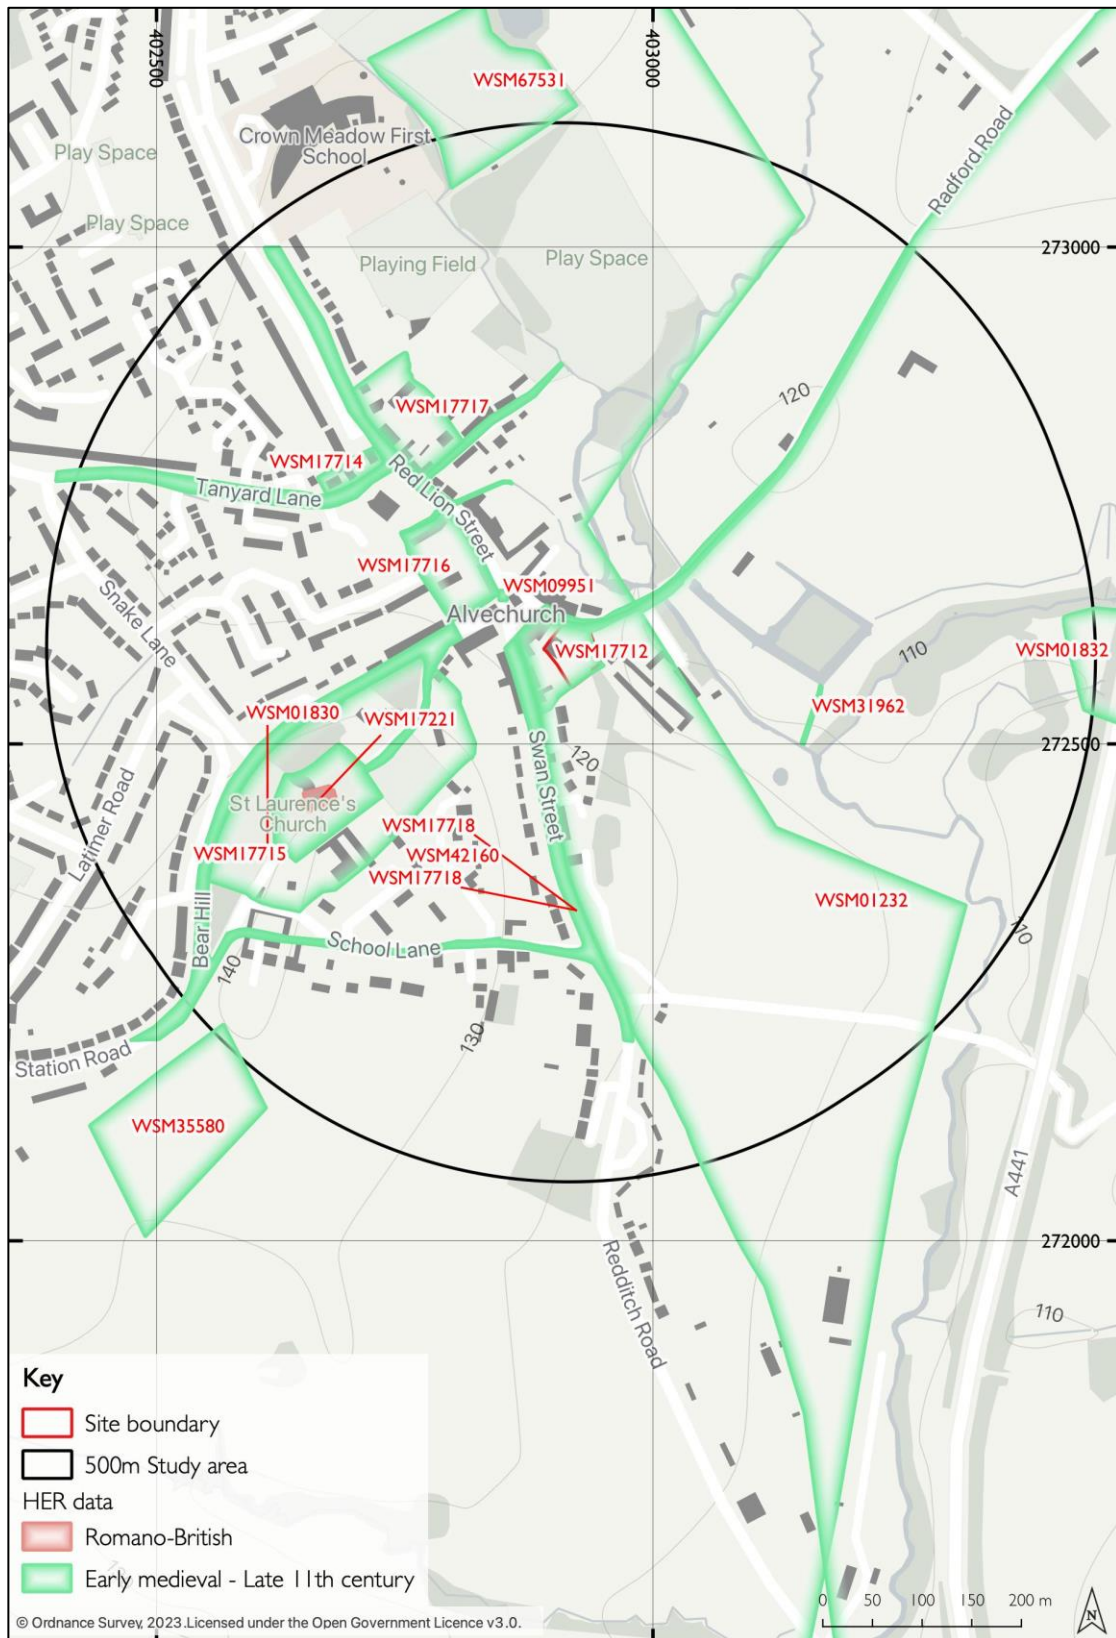 402500
403000
WSM67531
Crown Meadow First
School
Play Space
Play Space
Radford Road
273000
Playing Field
Play Space
120
WSM17717
WSM17714
Red Lion Street
Tanyard Lane
WSM17716
WSM09951
Snake Lane
Alvechurch
WSM17712
110
WSM01832
WSM01830
WSM17221
WSM31962
272500
Swan Street
120
St Laurence's
Church
Latimer Road
WSM17718
WSM17715
WSM42160
WSM17718
WSM01232
Bear Hill
School Lane
110
140
130
Station Road
WSM35580
A441
272000
Redditch Road
110
Key
Site boundary
500m Study area
HER data
Romano-British
Early medieval - Late 11th century
0 50 100 150 200 m
N
© Ordnance Survey, 2023.Licensed under the Open Government Licence v3.0.